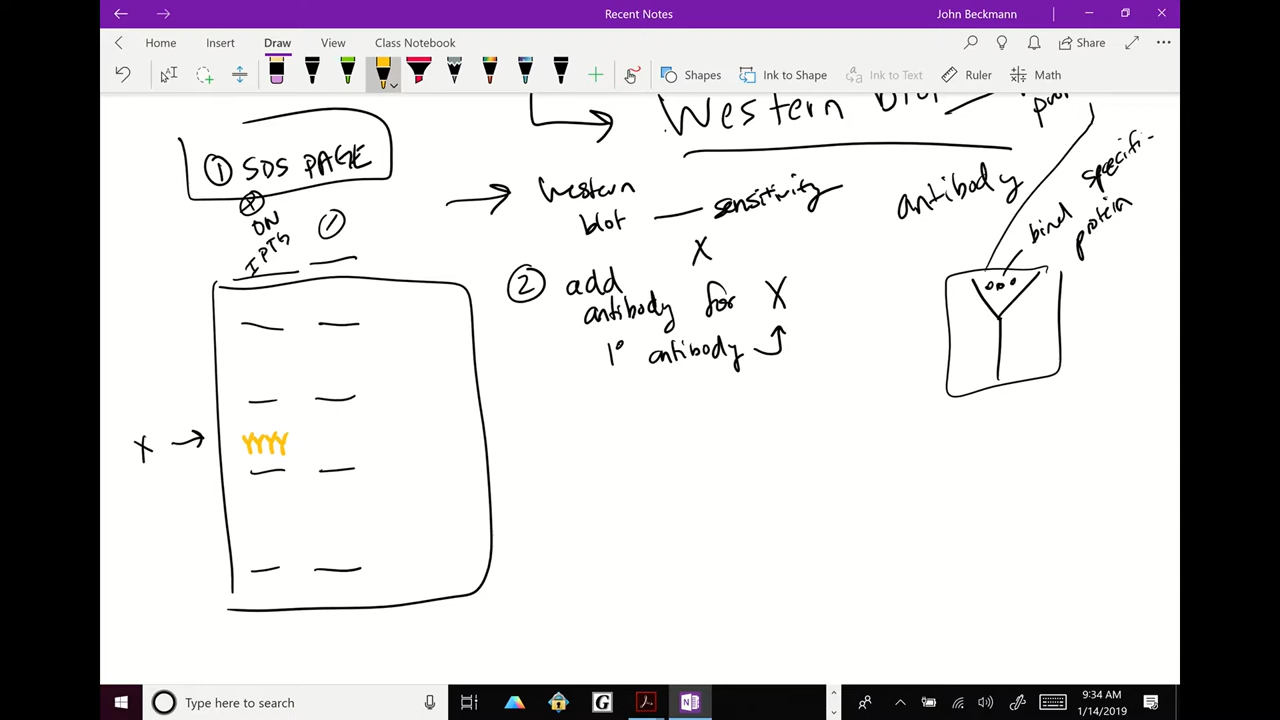 Recent Notes
John Beckmann
Home
Insert
Draw
View
Class Notebook
Share
Shapes
Ink to Shape
Ink to Text
Ruler
Math
Western blot
① SDS PAGE
⊕
ON
IPTG
Western
blot — sensitivity
X
antibody
bind specific
protein
② add
antibody for X
1° antibody
X →
Type here to search
9:34 AM
1/14/2019